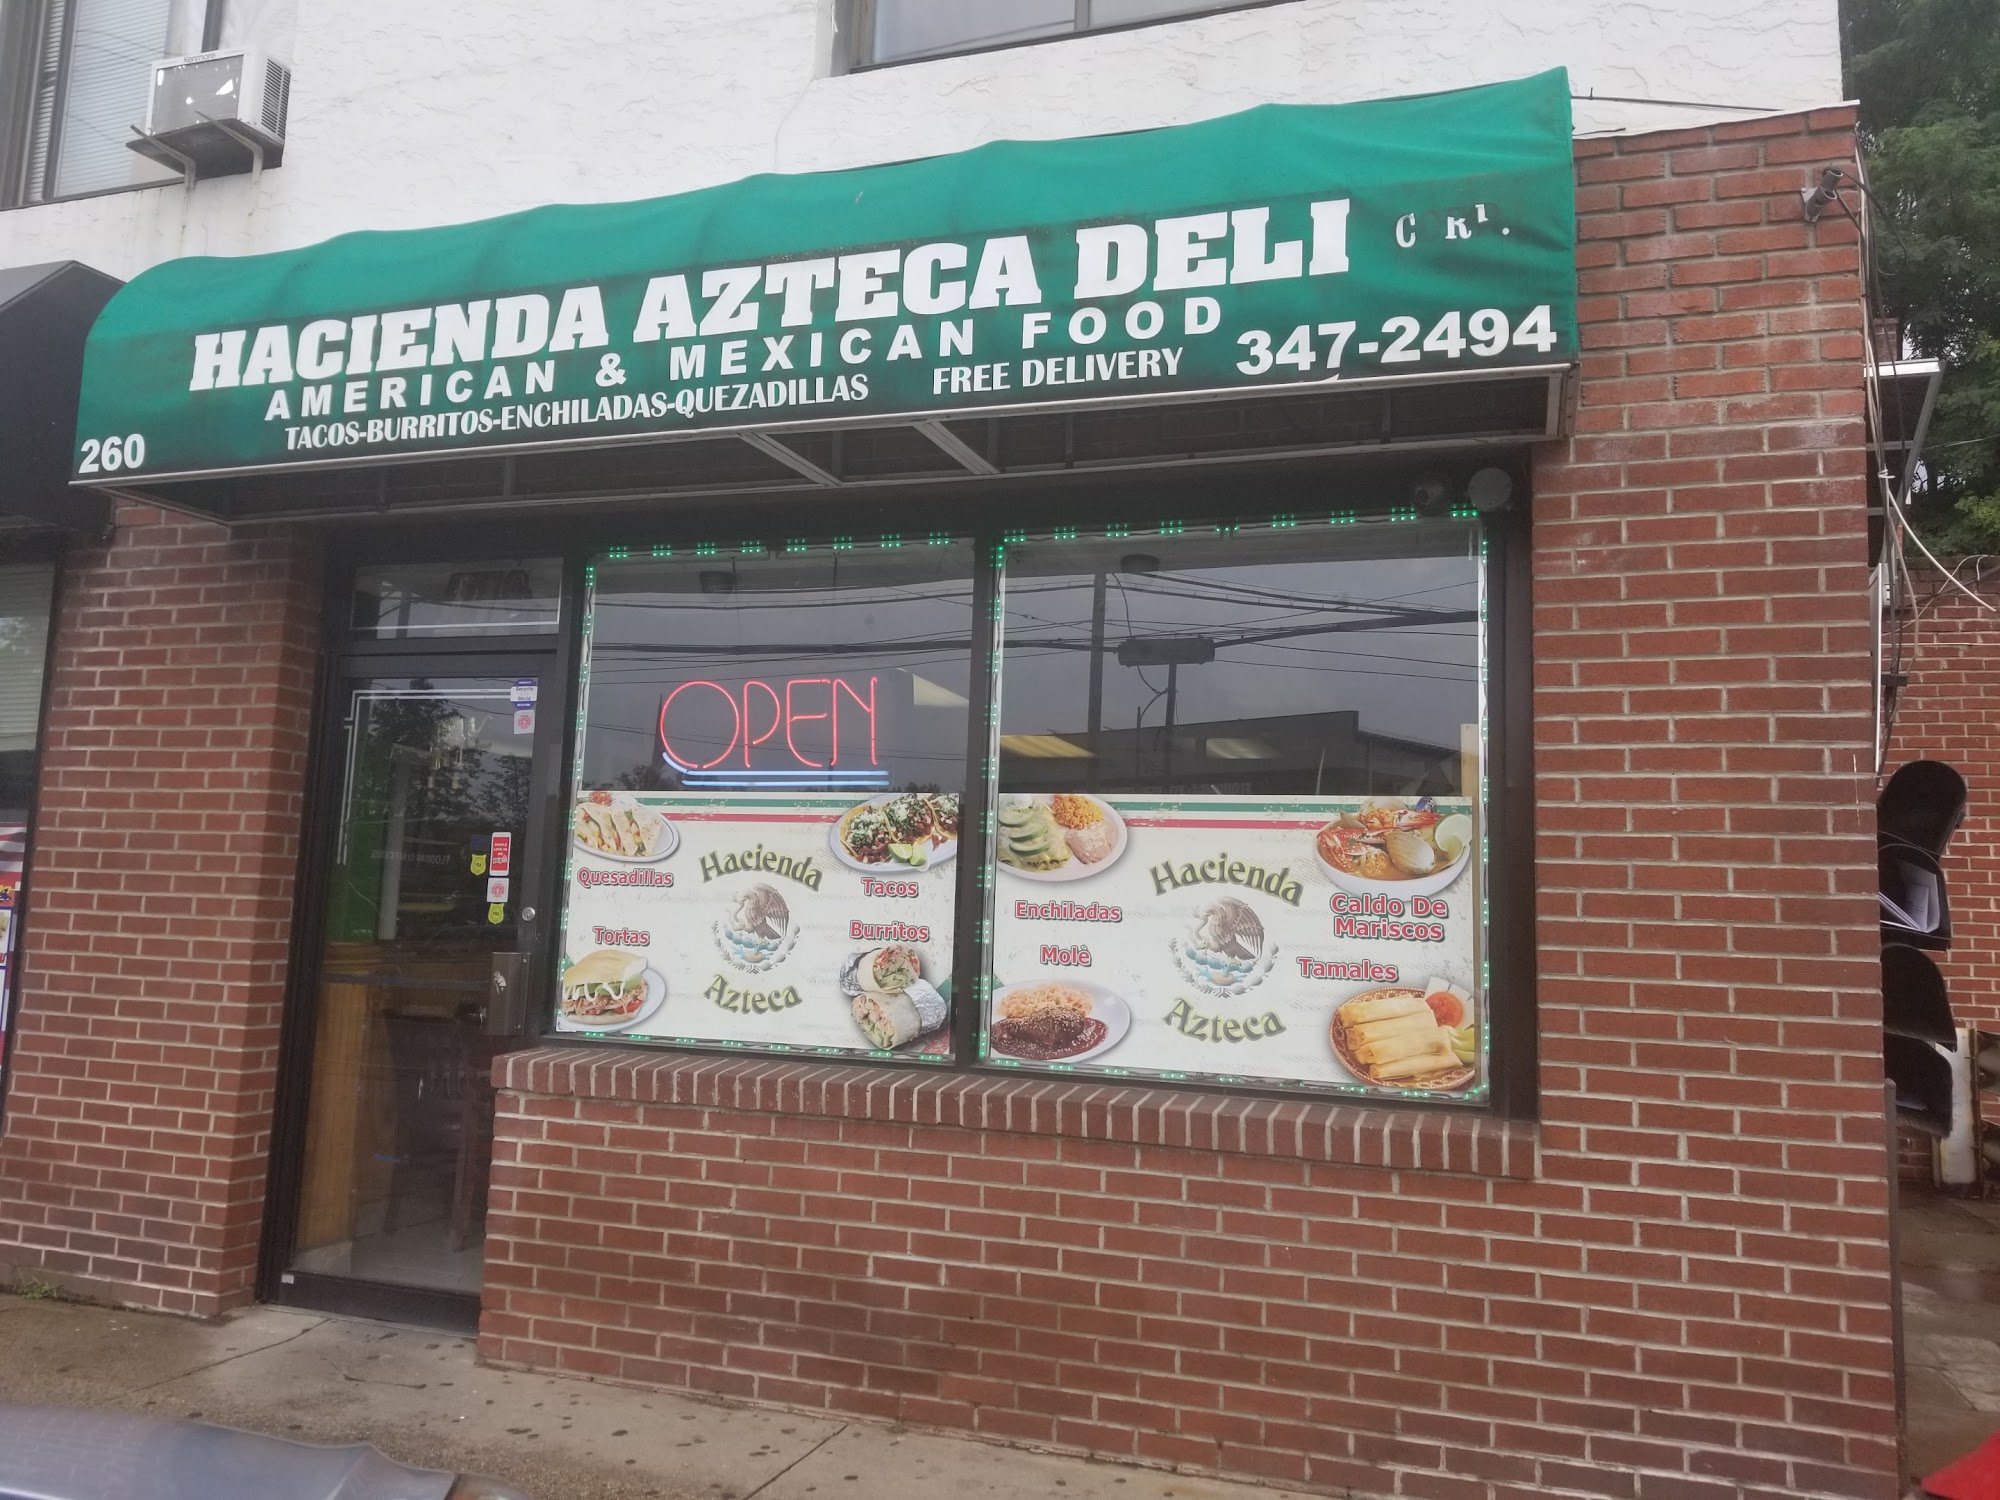 Kenmore
HACIENDA AZTECA DELI
AMERICAN & MEXICAN FOOD
TACOS-BURRITOS-ENCHILADAS-QUEZADILLAS
FREE DELIVERY
347-2494
260
OPEN
Quesadillas
Tortas
Hacienda
Azteca
Tacos
Burritos
Enchiladas
Molè
Hacienda
Azteca
Caldo De
Mariscos
Tamales